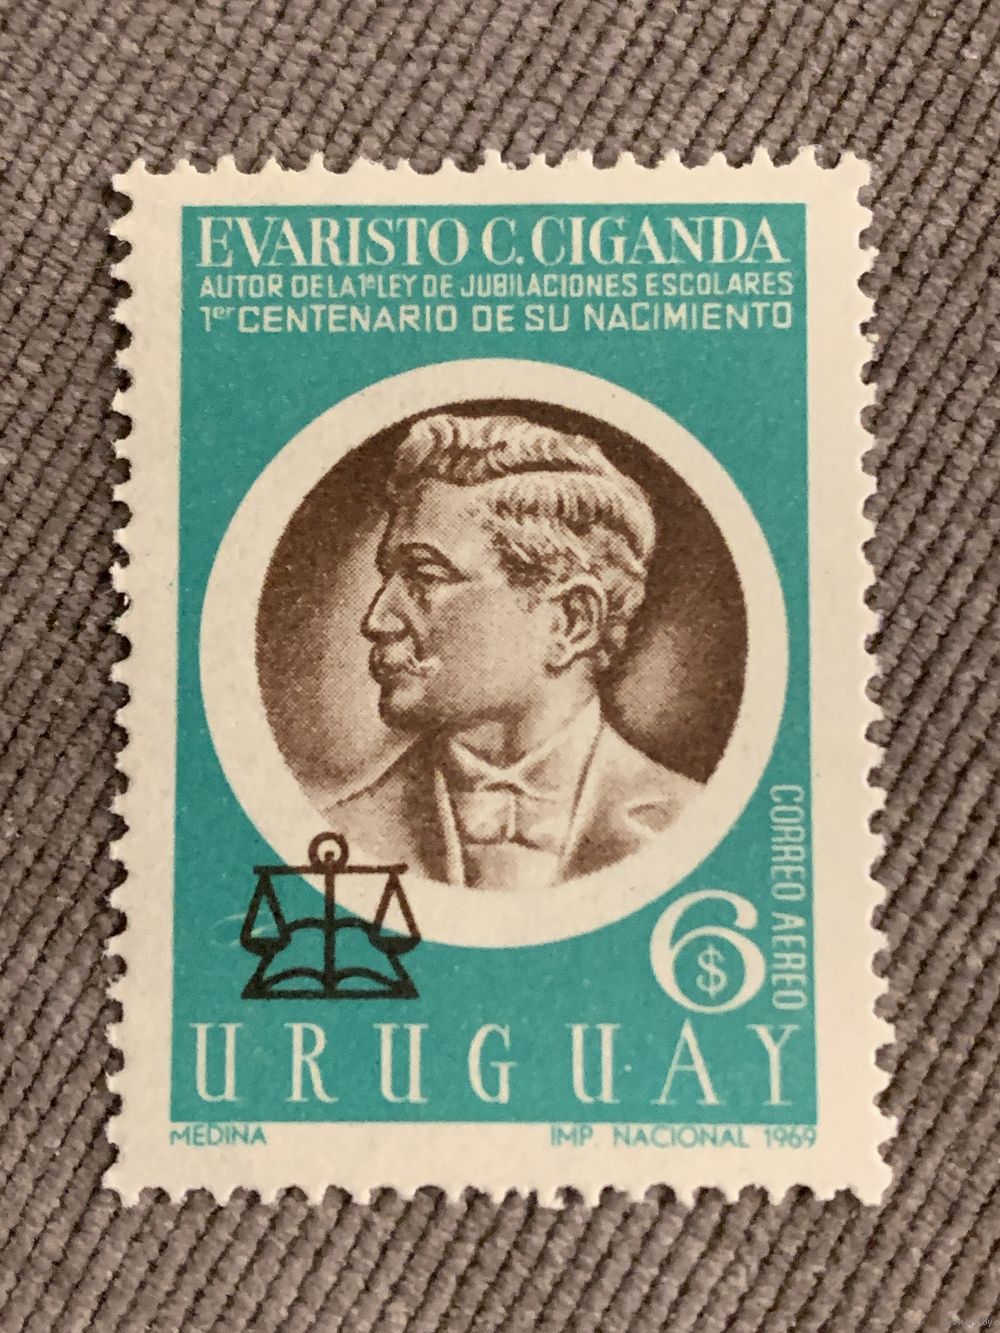 EVARISTO C. CIGANDA
AUTOR DE LA 1ª LEY DE JUBILACIONES ESCOLARES
1er CENTENARIO DE SU NACIMIENTO
CORREO AEREO
6
$
URUGUAY
MEDINA
IMP. NACIONAL 1969